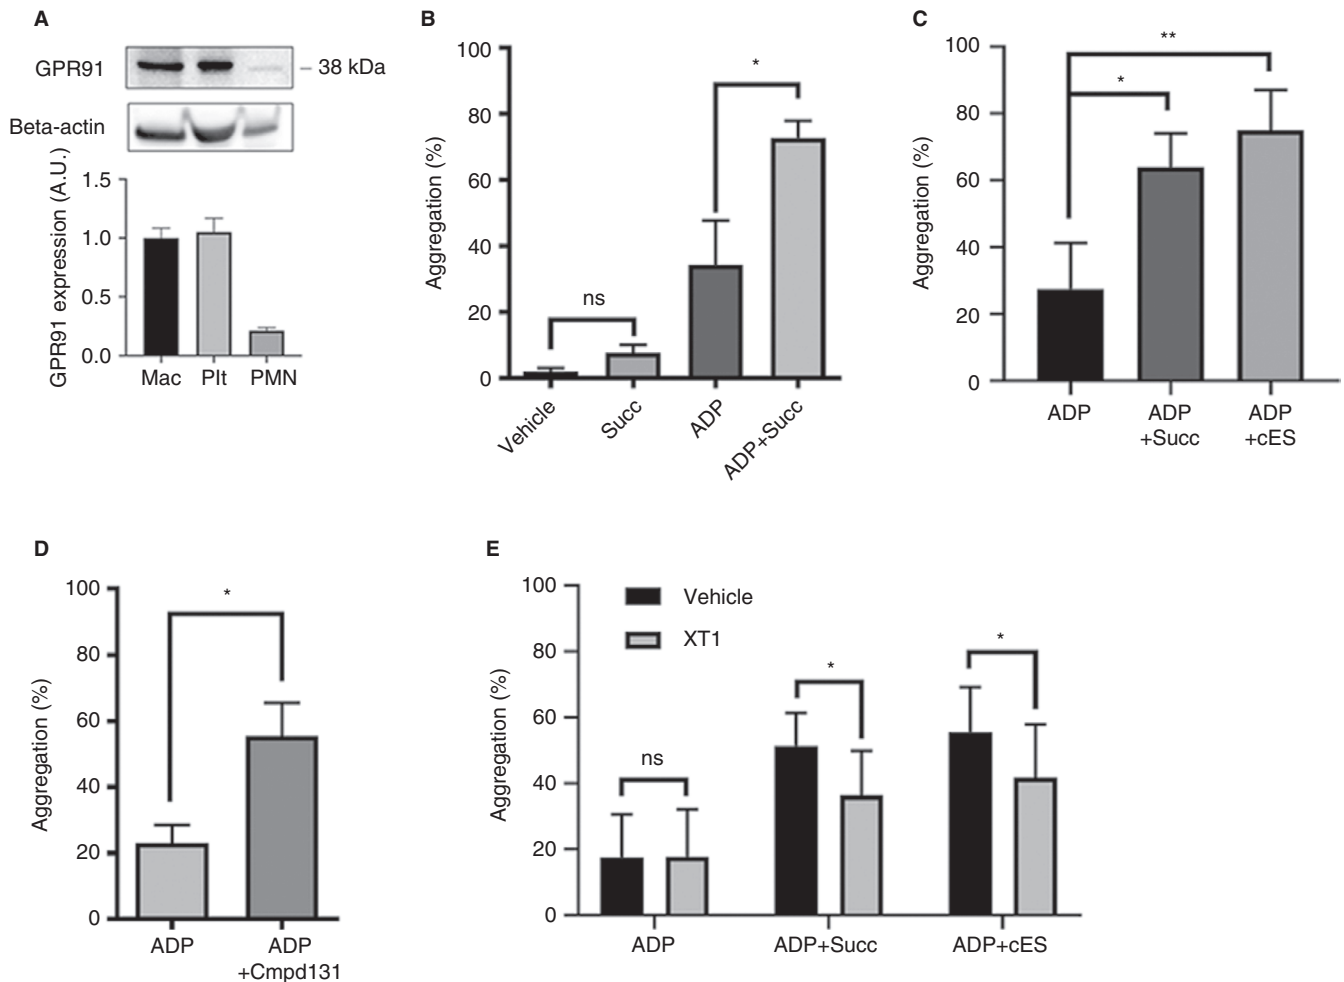 A
GPR91
– 38 kDa
Beta-actin
GPR91 expression (A.U.)
1.5
1.0
0.5
0.0
Mac
Plt
PMN
B
Aggregation (%)
100
80
60
40
20
0
ns
*
Vehicle
Succ
ADP
ADP+Succ
C
Aggregation (%)
100
80
60
40
20
0
**
*
ADP
ADP
+Succ
ADP
+cES
D
Aggregation (%)
100
80
60
40
20
0
*
ADP
ADP
+Cmpd131
E
Aggregation (%)
100
80
60
40
20
0
Vehicle
XT1
ns
*
*
ADP
ADP+Succ
ADP+cES